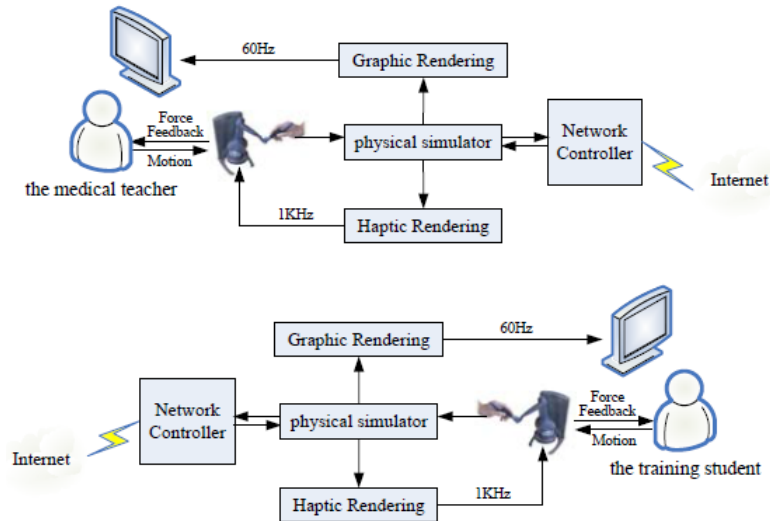 60Hz
Graphic Rendering
Force
Feedback
Motion
physical simulator
Network
Controller
the medical teacher
Internet
1KHz
Haptic Rendering
Graphic Rendering
60Hz
Network
Controller
physical simulator
Force
Feedback
Motion
Internet
the training student
Haptic Rendering
1KHz